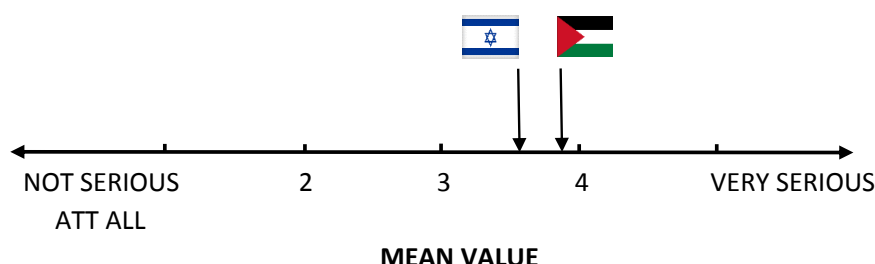 NOT SERIOUS 2 3 4 VERY SERIOUS
ATT ALL
MEAN VALUE